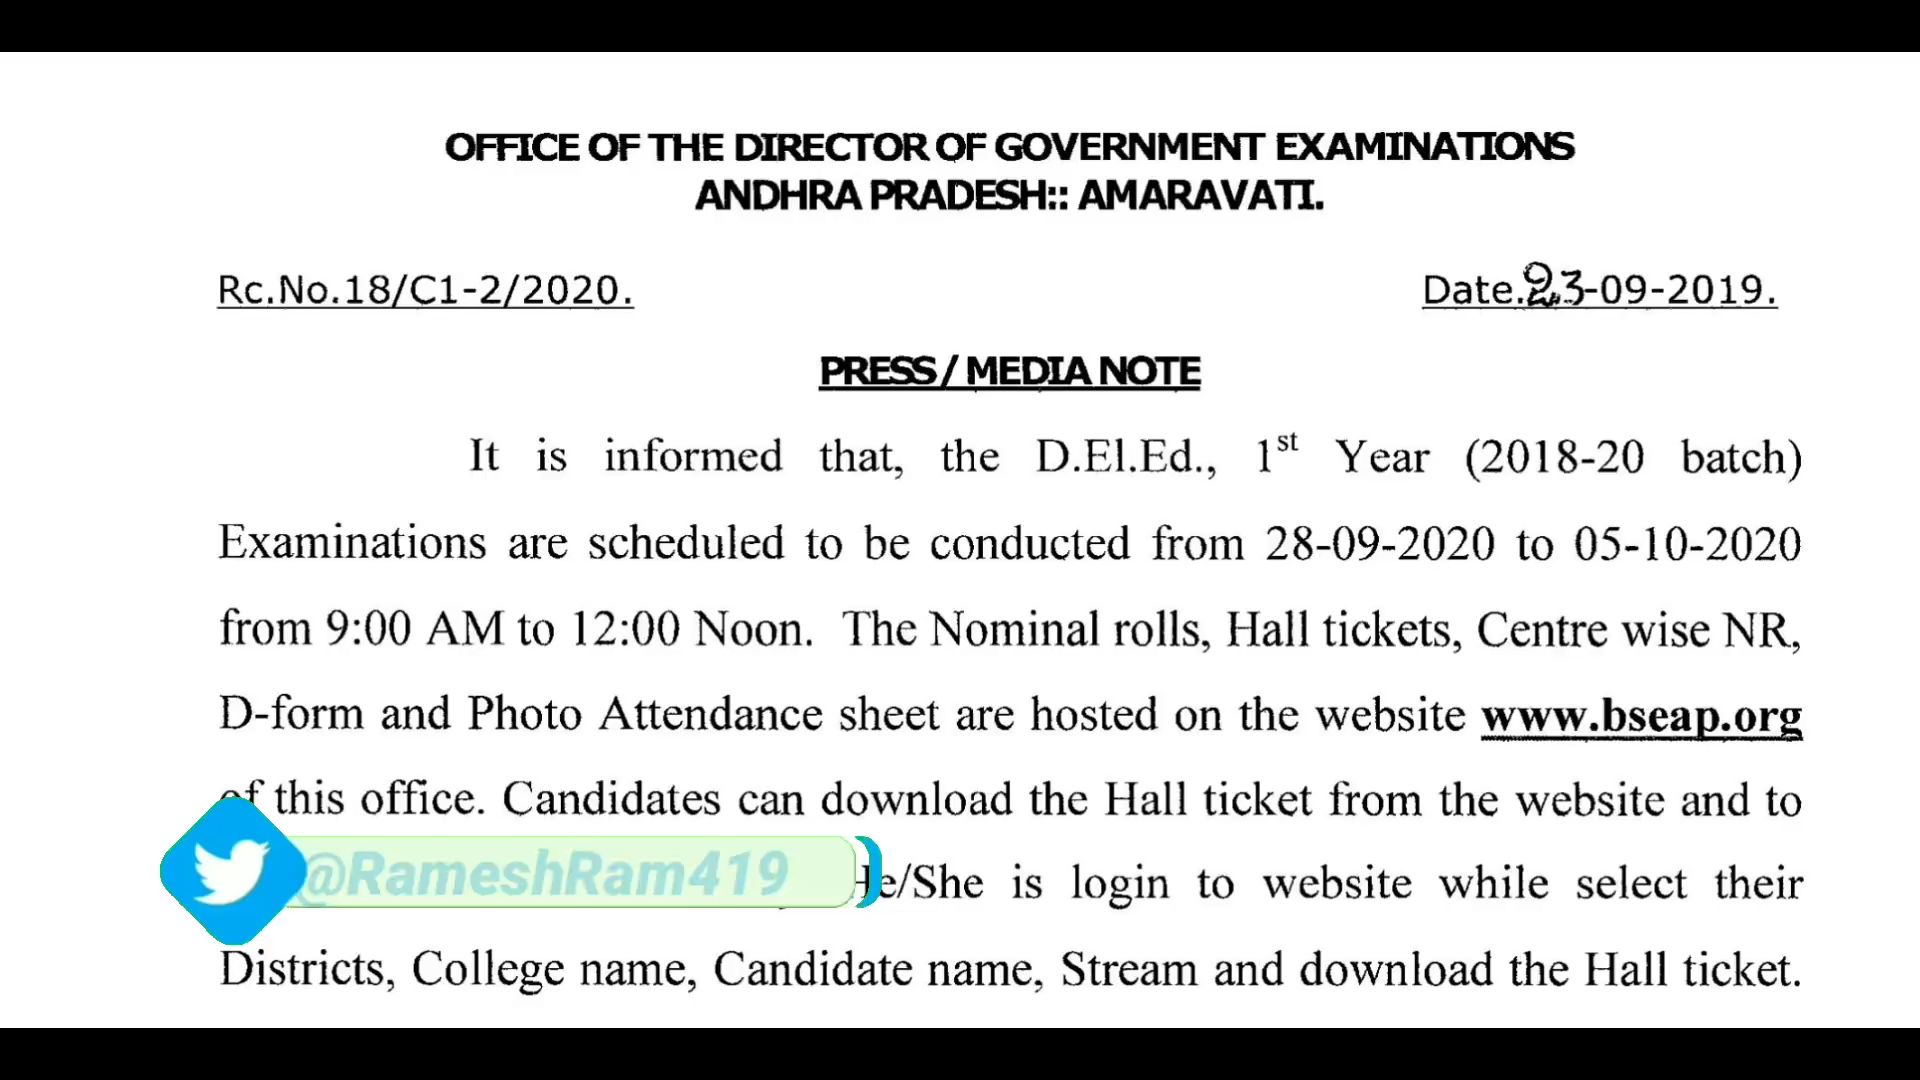 OFFICE OF THE DIRECTOR OF GOVERNMENT EXAMINATIONS
ANDHRA PRADESH:: AMARAVATI.
Rc.No.18/C1-2/2020. Date.23-09-2019.
PRESS / MEDIA NOTE
It is informed that, the D.El.Ed., 1st Year (2018-20 batch)
Examinations are scheduled to be conducted from 28-09-2020 to 05-10-2020
from 9:00 AM to 12:00 Noon. The Nominal rolls, Hall tickets, Centre wise NR,
D-form and Photo Attendance sheet are hosted on the website www.bseap.org
of this office. Candidates can download the Hall ticket from the website and to
@RameshRam419 He/She is login to website while select their
Districts, College name, Candidate name, Stream and download the Hall ticket.